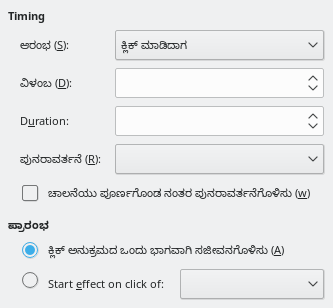 Timing
ಆರಂಭ (S):
ಕ್ಲಿಕ್ ಮಾಡಿದಾಗ
ವಿಳಂಬ (D):
Duration:
ಪುನರಾವರ್ತನೆ (R):
ಚಾಲನೆಯು ಪೂರ್ಣಗೊಂಡ ನಂತರ ಪುನರಾವರ್ತನೆಗೊಳಿಸು (w)
ಪ್ರಾರಂಭ
ಕ್ಲಿಕ್ ಅನುಕ್ರಮದ ಒಂದು ಭಾಗವಾಗಿ ಸಜೀವನಗೊಳಿಸು (A)
Start effect on click of: